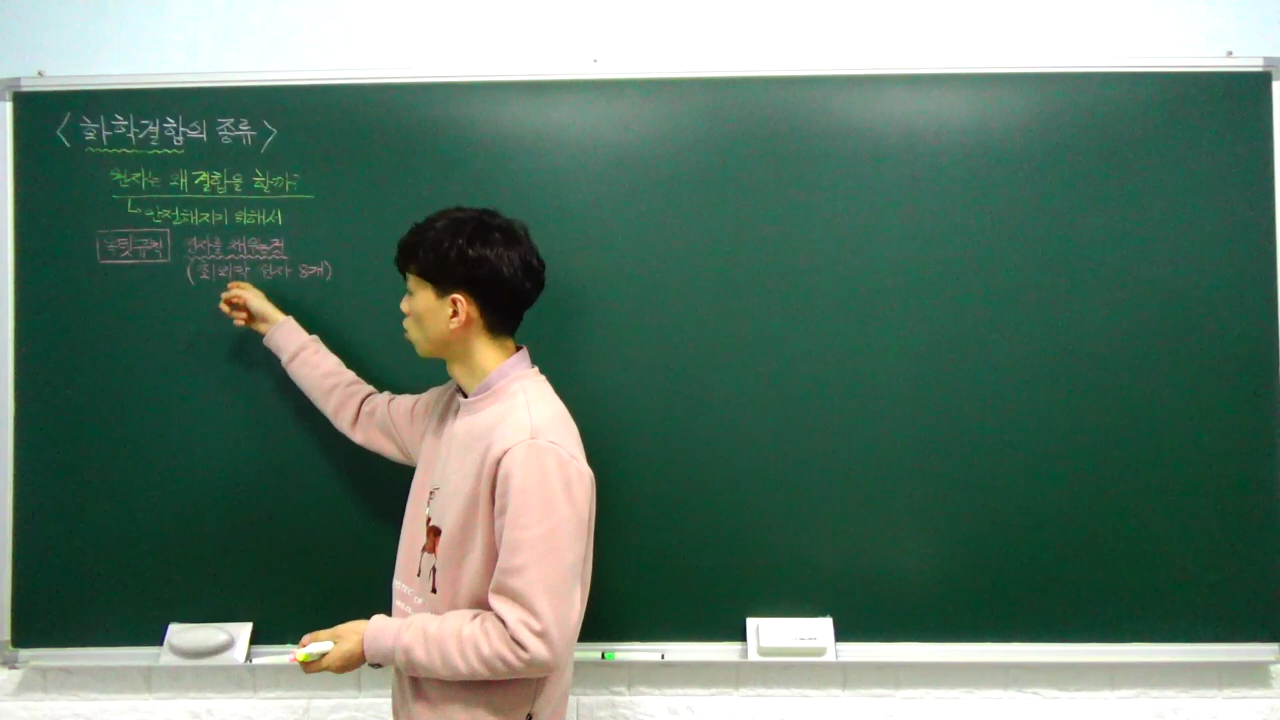 <화학결합의 종류>
원자는 왜 결합을 할까?
안정해지기 위해서
옥텟규칙 전자를 채우는것
(최외각 전자 8개)